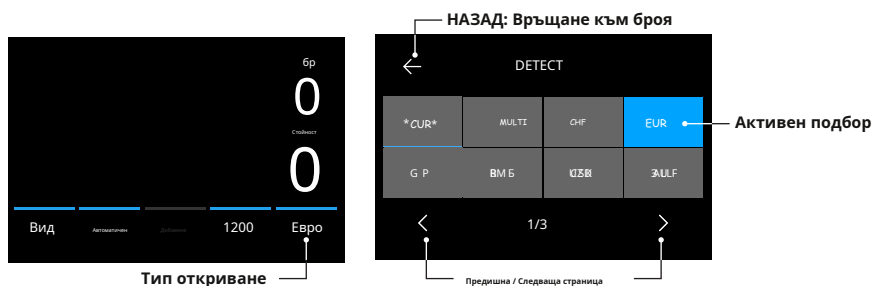 НАЗАД: Връщане към броя
бр
0
Стойност
0
Вид
Автоматичен
Добавяне
1200
Евро
Тип откриване
DETECT
*CUR*
MULTI
CHF
EUR
G P
1/3
Активен подбор
Предишна / Следваща страница